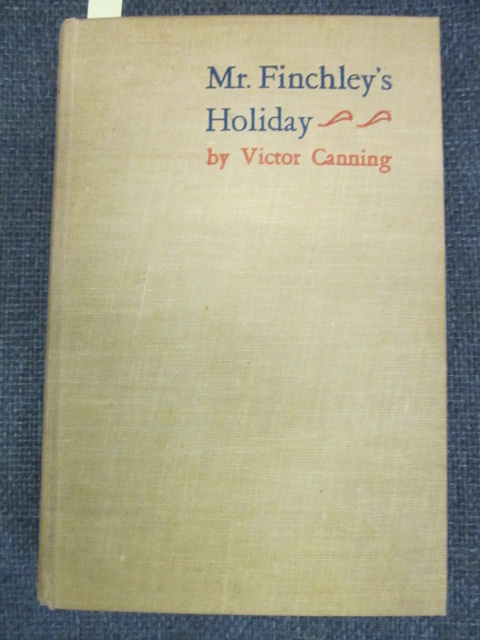 Mr. Finchley's
Holiday
by Victor Canning